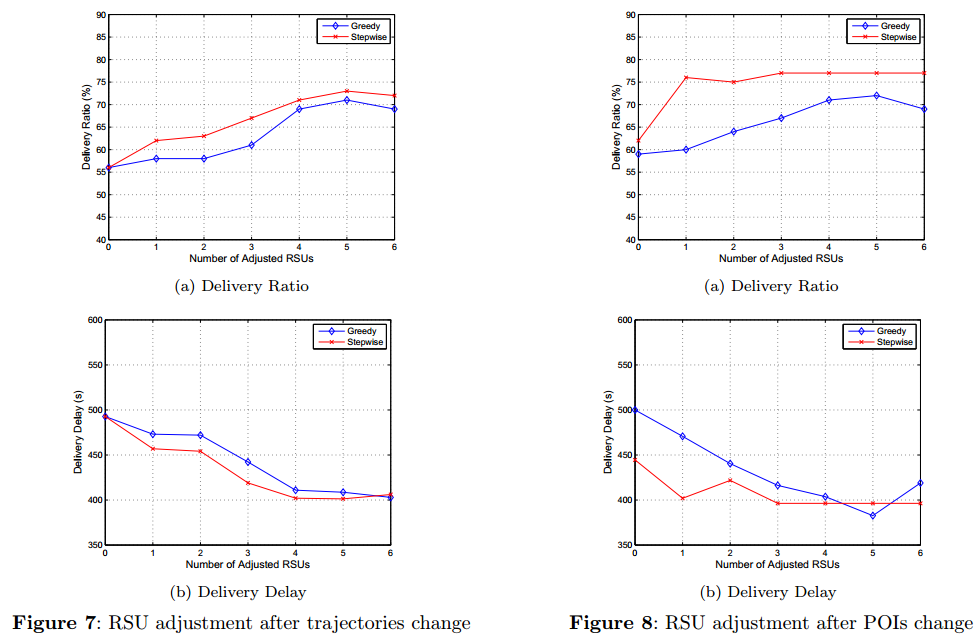 90
85
80
75
70
65
60
55
50
45
40
0 1 2 3 4 5 6
Delivery Ratio (%)
Number of Adjusted RSUs
Greedy
Stepwise
(a) Delivery Ratio
90
85
80
75
70
65
60
55
50
45
40
0 1 2 3 4 5 6
Delivery Ratio (%)
Number of Adjusted RSUs
Greedy
Stepwise
(a) Delivery Ratio
600
550
500
450
400
350
0 1 2 3 4 5 6
Delivery Delay (s)
Number of Adjusted RSUs
Greedy
Stepwise
(b) Delivery Delay
600
550
500
450
400
350
0 1 2 3 4 5 6
Delivery Delay (s)
Number of Adjusted RSUs
Greedy
Stepwise
(b) Delivery Delay
Figure 7: RSU adjustment after trajectories change
Figure 8: RSU adjustment after POIs change